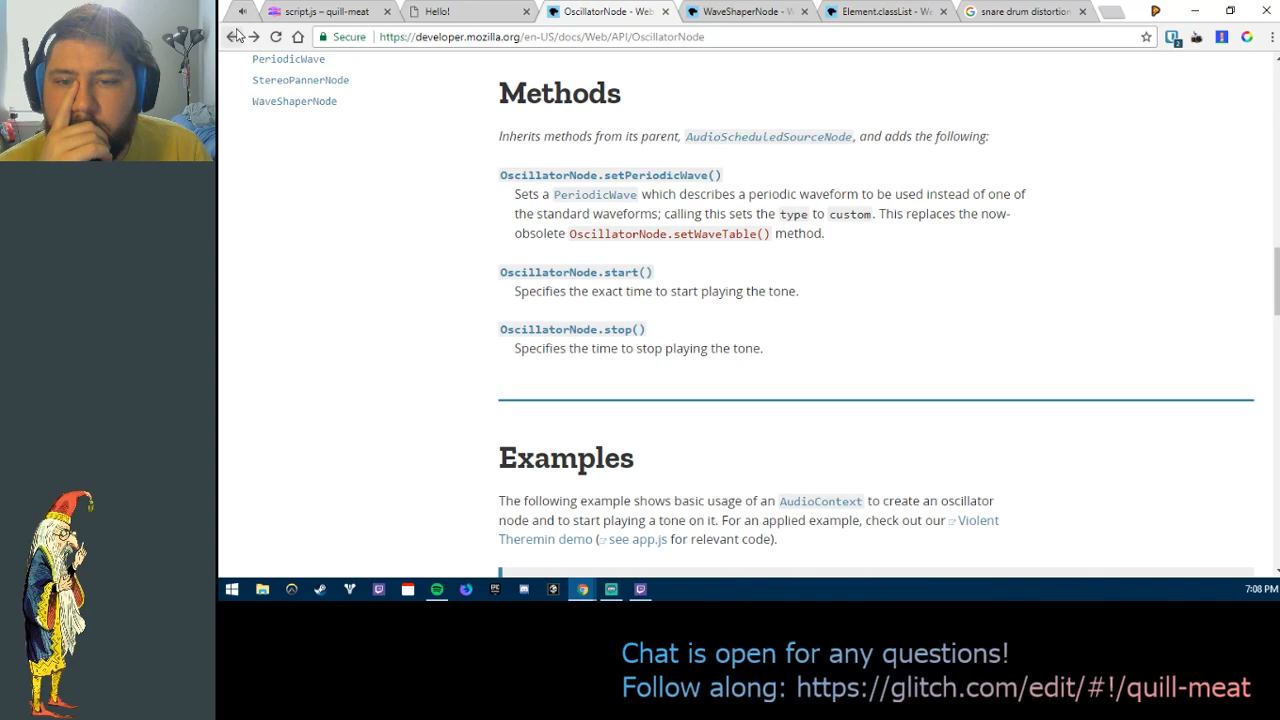 script.js – quill-meat
Hello!
OscillatorNode - Web
WaveShaperNode - W
Element.classList - We
snare drum distortion
Secure
https://developer.mozilla.org/en-US/docs/Web/API/OscillatorNode
PeriodicWave
StereoPannerNode
WaveShaperNode
Methods
Inherits methods from its parent, AudioScheduledSourceNode, and adds the following:
OscillatorNode.setPeriodicWave()
Sets a PeriodicWave which describes a periodic waveform to be used instead of one of
the standard waveforms; calling this sets the type to custom. This replaces the now-
obsolete OscillatorNode.setWaveTable() method.
OscillatorNode.start()
Specifies the exact time to start playing the tone.
OscillatorNode.stop()
Specifies the time to stop playing the tone.
Examples
The following example shows basic usage of an AudioContext to create an oscillator
node and to start playing a tone on it. For an applied example, check out our Violent
Theremin demo (see app.js for relevant code).
7:08 PM
Chat is open for any questions!
Follow along: https://glitch.com/edit/#!/quill-meat